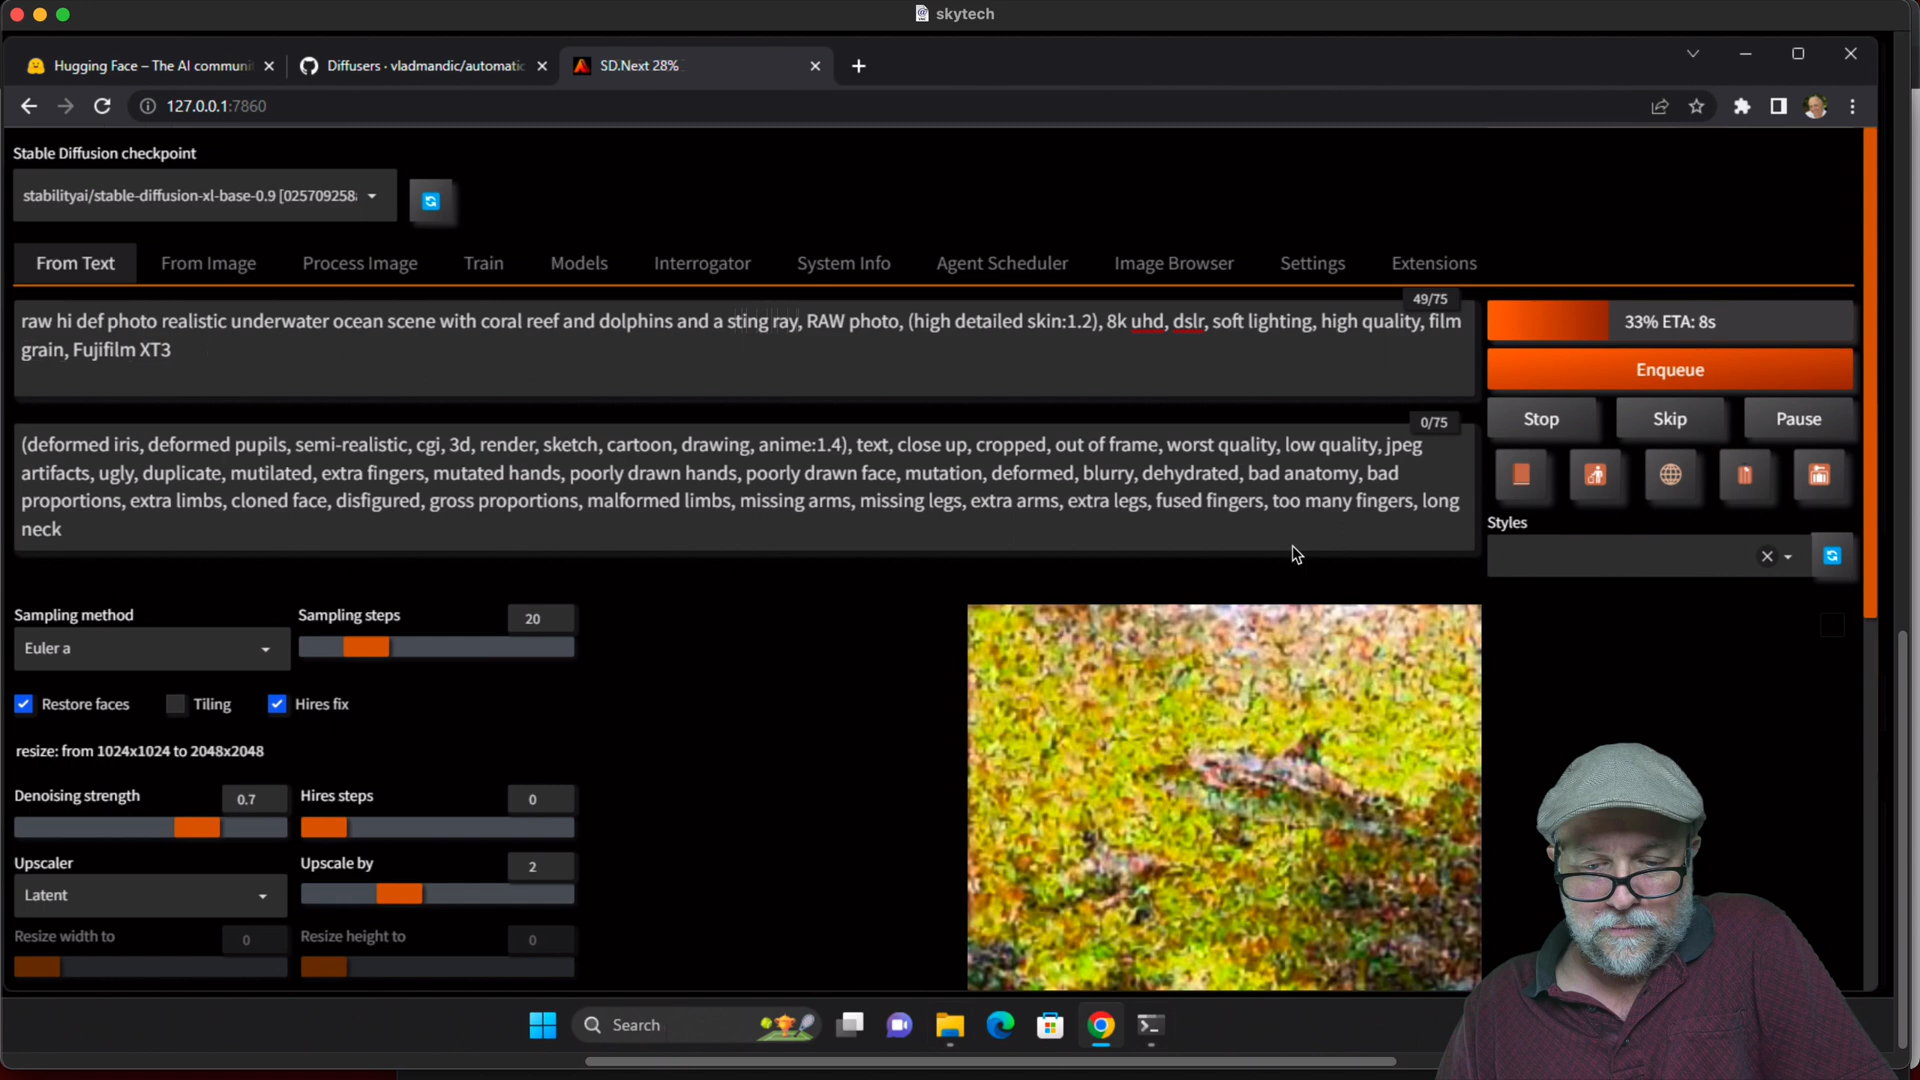 skytech
Hugging Face – The AI communi
Diffusers · vladmandic/automatic
SD.Next 28%
127.0.0.1:7860
Stable Diffusion checkpoint
stabilityai/stable-diffusion-xl-base-0.9 [025709258
From Text From Image Process Image Train Models Interrogator System Info Agent Scheduler Image Browser Settings Extensions
49/75
raw hi def photo realistic underwater ocean scene with coral reef and dolphins and a sting ray, RAW photo, (high detailed skin:1.2), 8k uhd, dslr, soft lighting, high quality, film
grain, Fujifilm XT3
33% ETA: 8s
Enqueue
Stop Skip Pause
0/75
(deformed iris, deformed pupils, semi-realistic, cgi, 3d, render, sketch, cartoon, drawing, anime:1.4), text, close up, cropped, out of frame, worst quality, low quality, jpeg
artifacts, ugly, duplicate, mutilated, extra fingers, mutated hands, poorly drawn hands, poorly drawn face, mutation, deformed, blurry, dehydrated, bad anatomy, bad
proportions, extra limbs, cloned face, disfigured, gross proportions, malformed limbs, missing arms, missing legs, extra arms, extra legs, fused fingers, too many fingers, long
neck
Styles
Sampling method
Euler a
Sampling steps 20
Restore faces Tiling Hires fix
resize: from 1024x1024 to 2048x2048
Denoising strength 0.7
Hires steps 0
Upscaler
Latent
Upscale by 2
Resize width to 0
Resize height to 0
Search